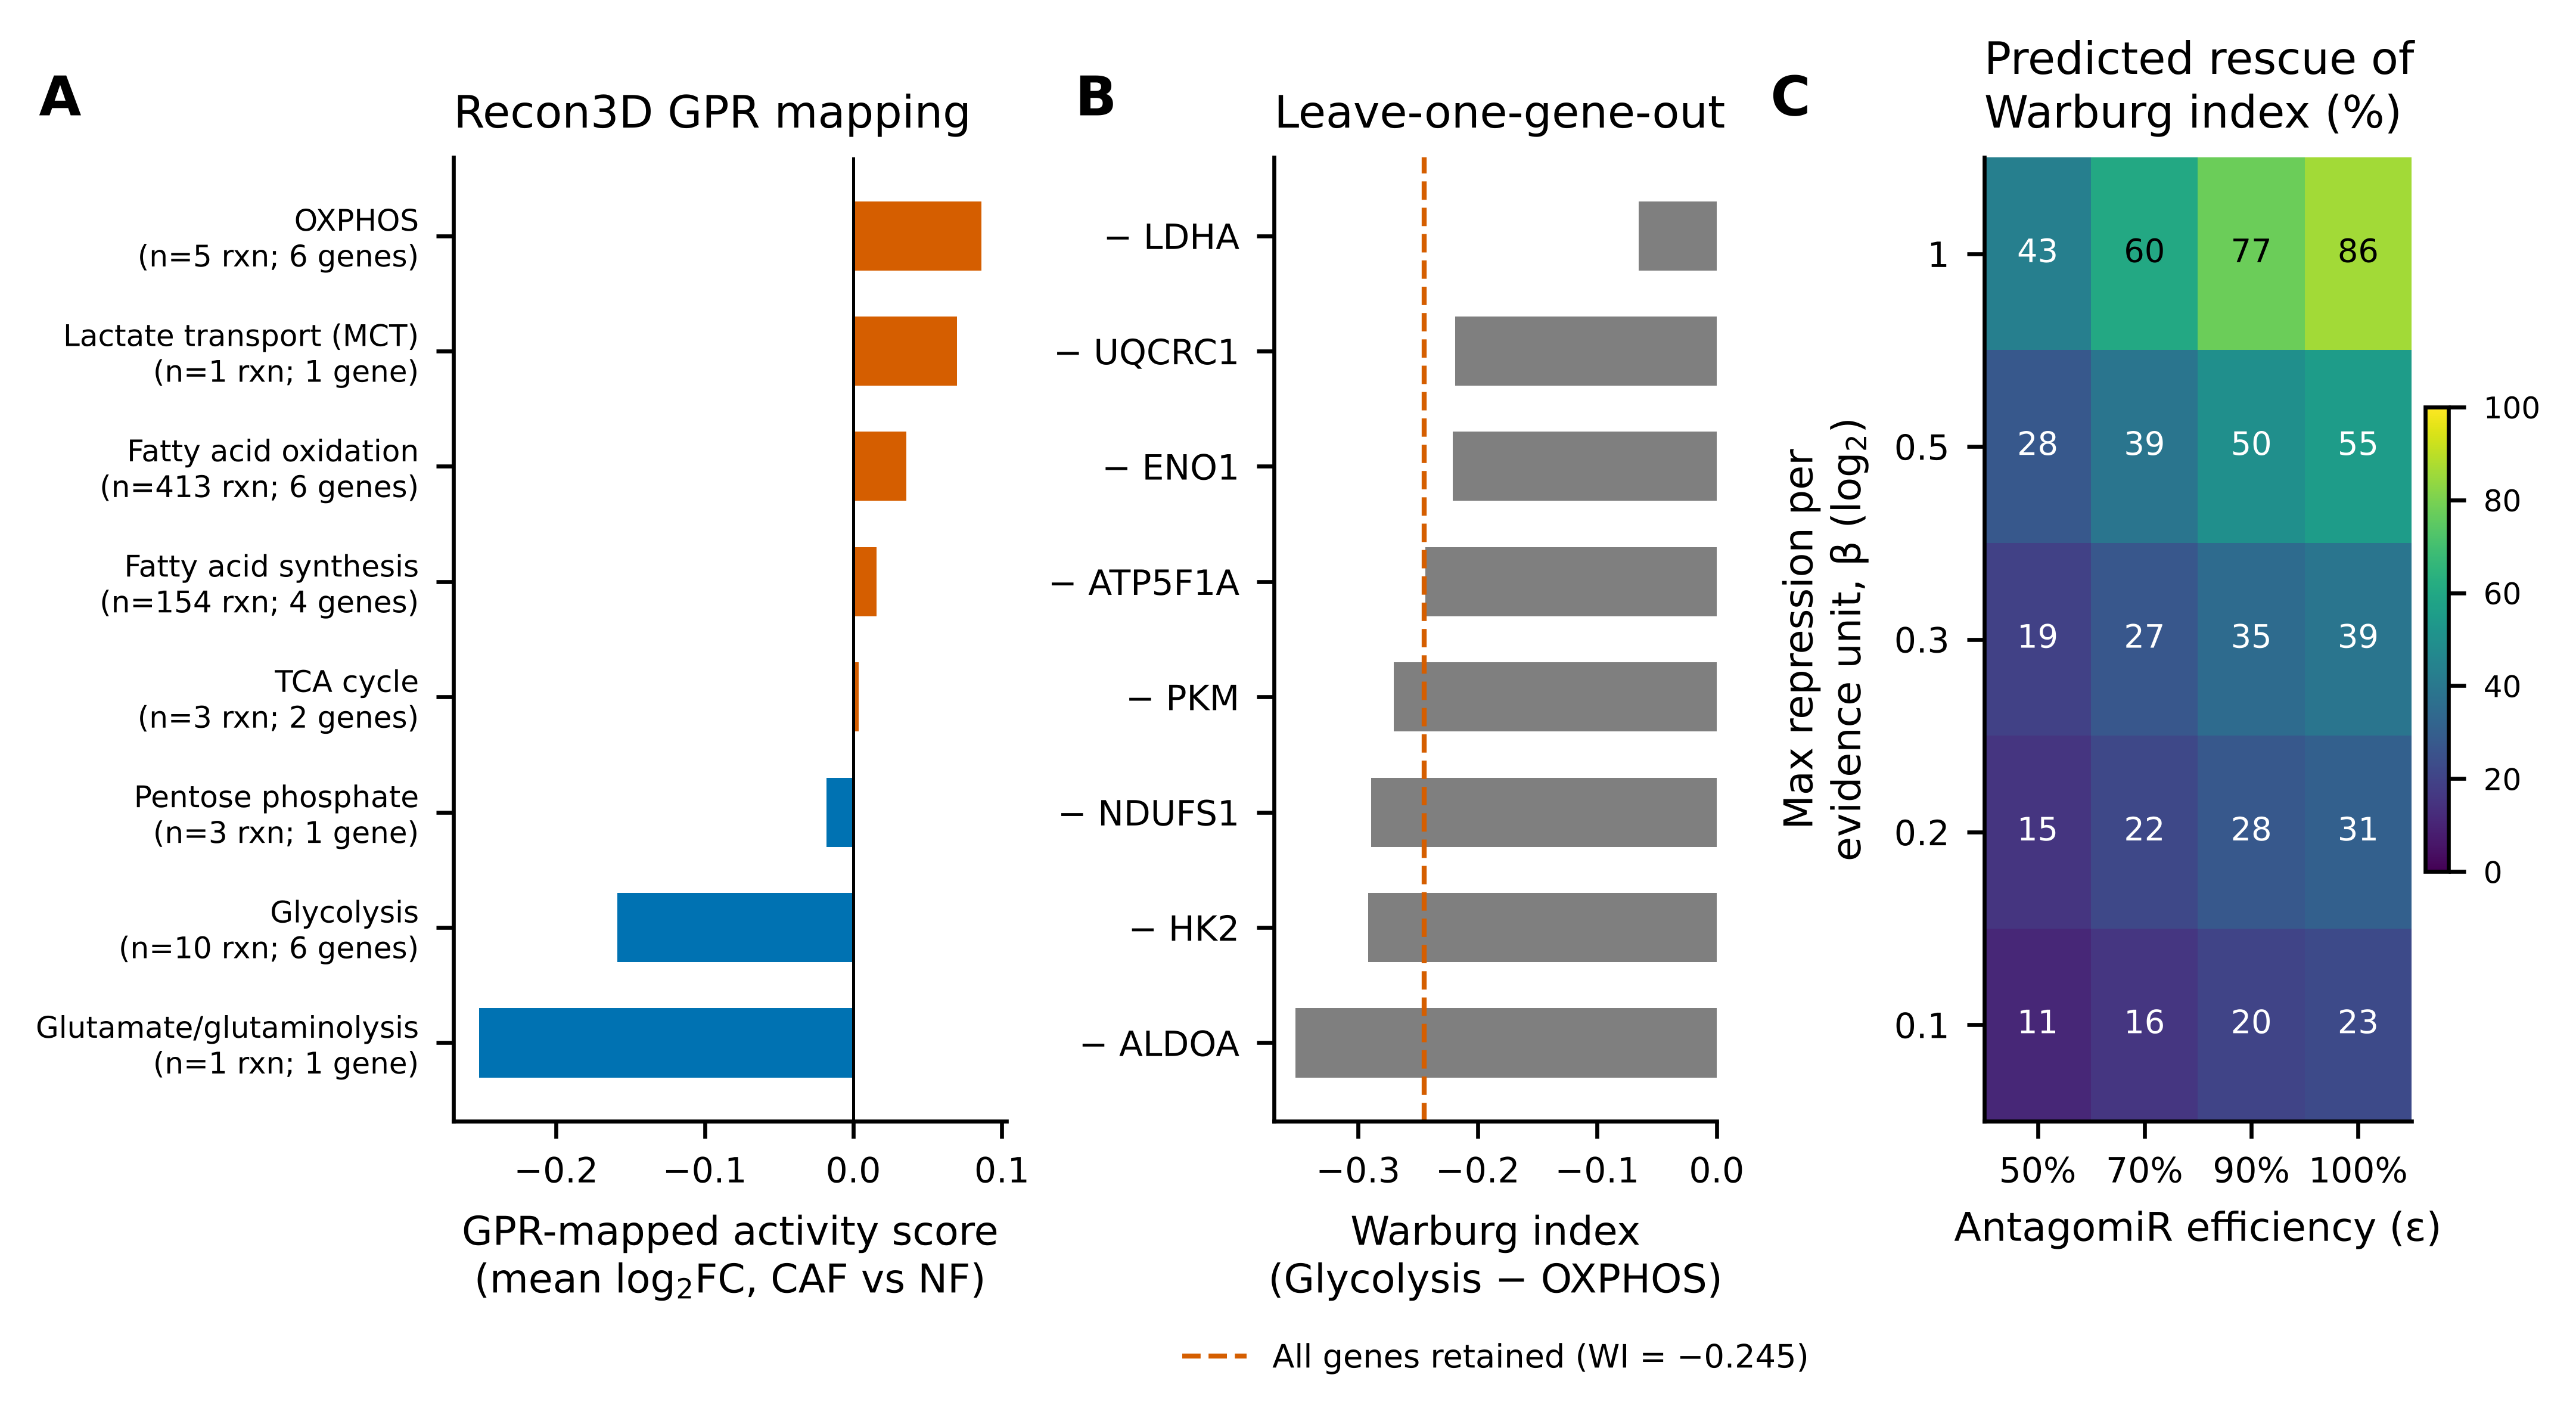 A
Recon3D GPR mapping
OXPHOS
(n=5 rxn; 6 genes)
Lactate transport (MCT)
(n=1 rxn; 1 gene)
Fatty acid oxidation
(n=413 rxn; 6 genes)
Fatty acid synthesis
(n=154 rxn; 4 genes)
TCA cycle
(n=3 rxn; 2 genes)
Pentose phosphate
(n=3 rxn; 1 gene)
Glycolysis
(n=10 rxn; 6 genes)
Glutamate/glutaminolysis
(n=1 rxn; 1 gene)
−0.2 −0.1 0.0 0.1
GPR-mapped activity score
(mean log₂FC, CAF vs NF)
B
Leave-one-gene-out
− LDHA
− UQCRC1
− ENO1
− ATP5F1A
− PKM
− NDUFS1
− HK2
− ALDOA
−0.3 −0.2 −0.1 0.0
Warburg index
(Glycolysis − OXPHOS)
All genes retained (WI = −0.245)
C
Predicted rescue of
Warburg index (%)
Max repression per
evidence unit, β (log₂)
1 43 60 77 86
0.5 28 39 50 55
0.3 19 27 35 39
0.2 15 22 28 31
0.1 11 16 20 23
50% 70% 90% 100%
AntagomiR efficiency (ε)
100
80
60
40
20
0